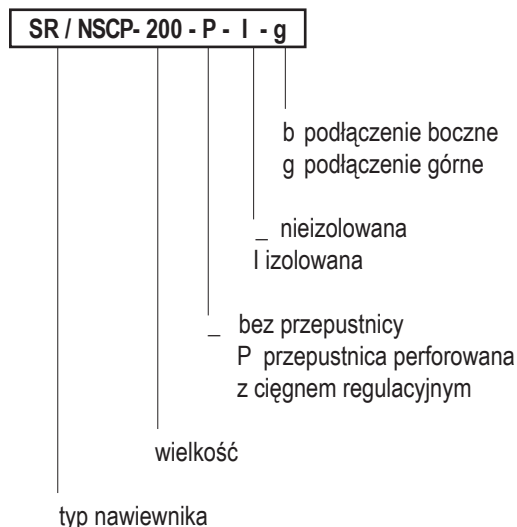 SR / NSCP- 200 - P - I - g
b podłączenie boczne
g podłączenie górne
_ nieizolowana
I izolowana
_ bez przepustnicy
P przepustnica perforowana
z cięgnem regulacyjnym
wielkość
typ nawiewnika